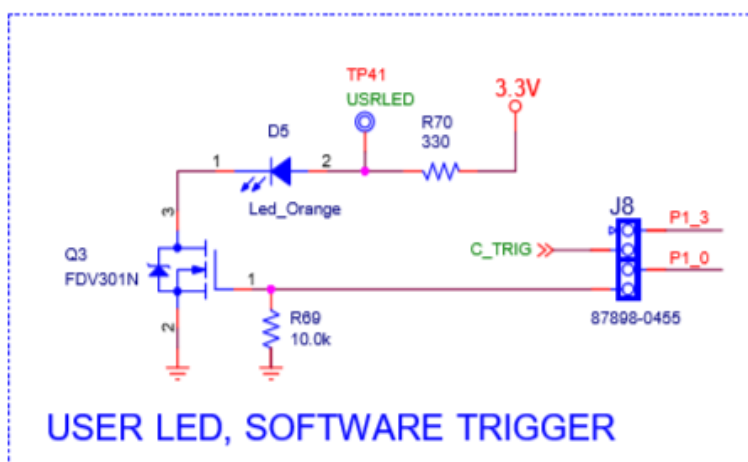 TP41
USRLED
3.3V
D5
R70
330
1
2
Led_Orange
J8
P1_3
C_TRIG
P1_0
3
Q3
FDV301N
1
87898-0455
R69
10.0k
2
USER LED, SOFTWARE TRIGGER